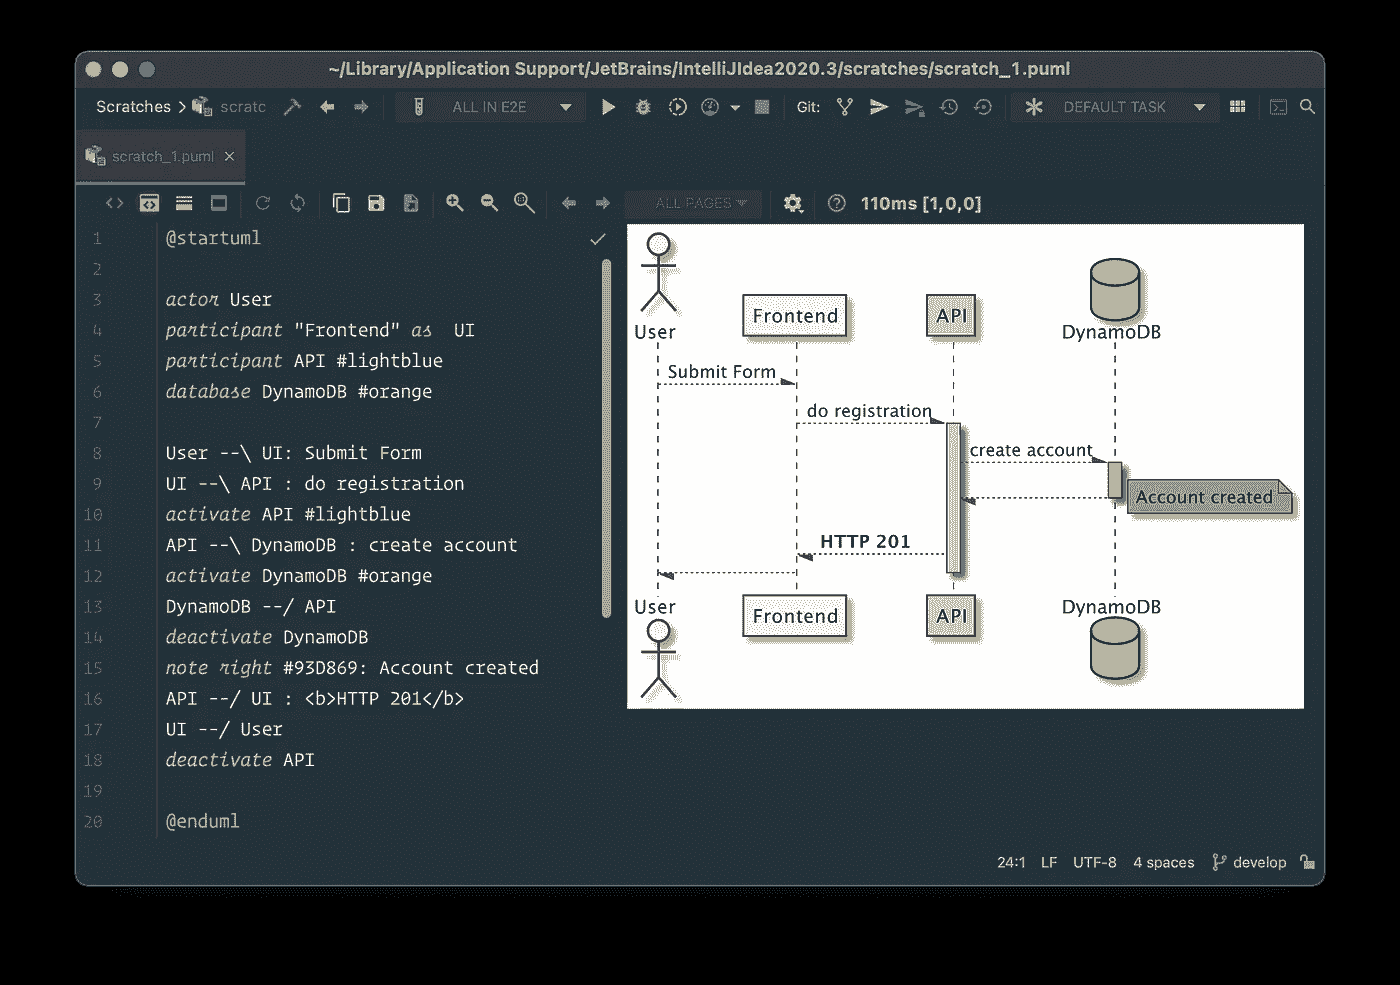 ~/Library/Application Support/JetBrains/IntelliJIdea2020.3/scratches/scratch_1.puml
Scratches scratc ALL IN E2E Git: DEFAULT TASK
scratch_1.puml
ALL PAGES 110ms [1,0,0]
1 @startuml
2
3 actor User
4 participant "Frontend" as  UI
5 participant API #lightblue
6 database DynamoDB #orange
7
8 User --\ UI: Submit Form
9 UI --\ API : do registration
10 activate API #lightblue
11 API --\ DynamoDB : create account
12 activate DynamoDB #orange
13 DynamoDB --/ API
14 deactivate DynamoDB
15 note right #93D869: Account created
16 API --/ UI : <b>HTTP 201</b>
17 UI --/ User
18 deactivate API
19
20 @enduml
Frontend API
User DynamoDB
Submit Form
do registration
create account
Account created
HTTP 201
User DynamoDB
Frontend API
24:1 LF UTF-8 4 spaces develop